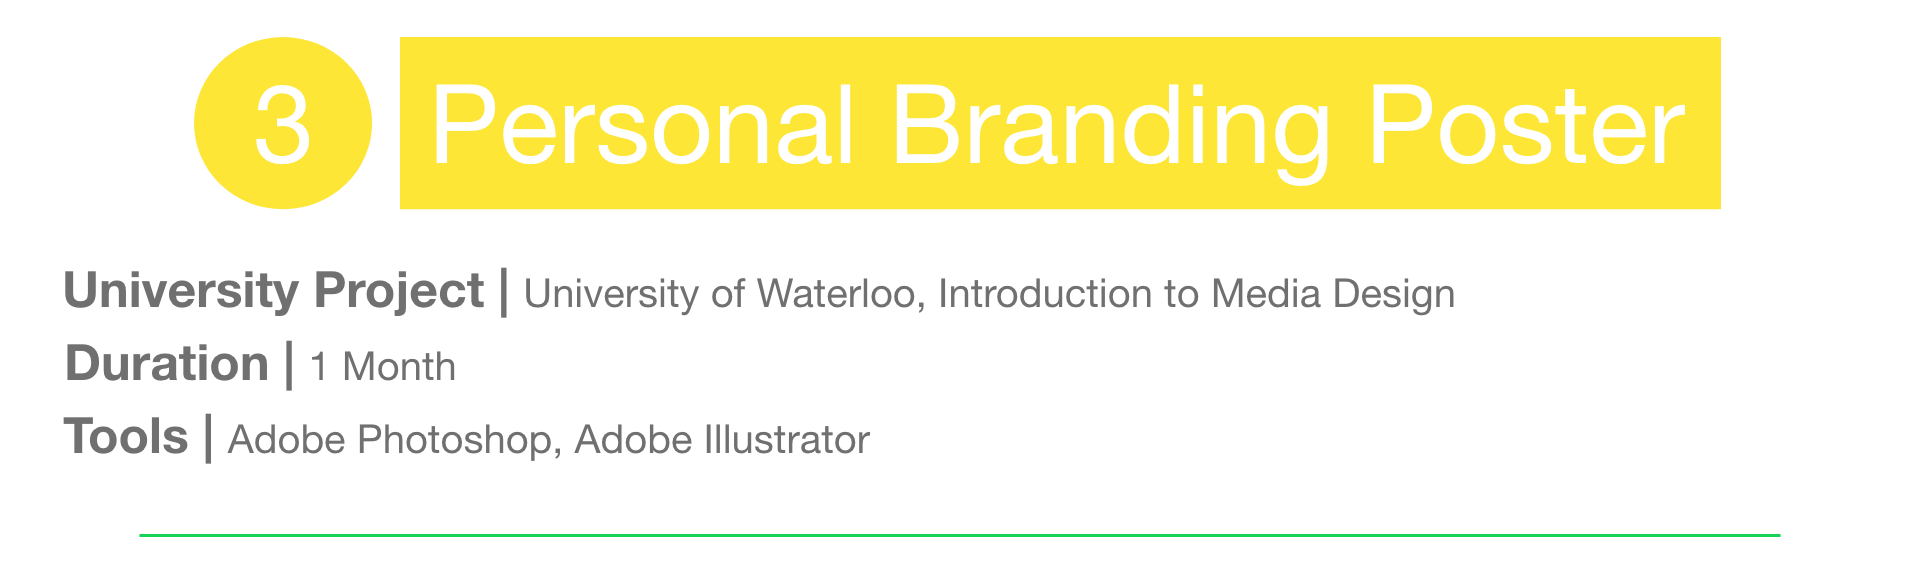 3 Personal Branding Poster
University Project | University of Waterloo, Introduction to Media Design
Duration | 1 Month
Tools | Adobe Photoshop, Adobe Illustrator